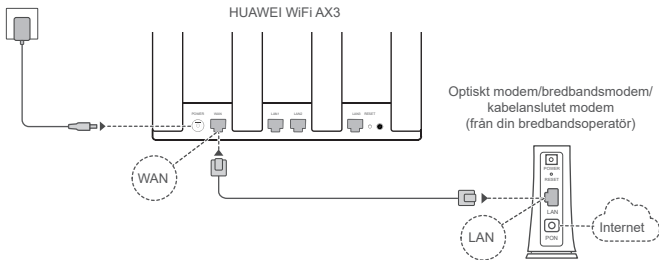 HUAWEI WiFi AX3
Optiskt modem/bredbandsmodem/
kabelanslutet modem
(från din bredbandsoperatör)
POWER
WAN
LAN1
LAN2
LAN3
RESET
WAN
POWER
RESET
LAN
PON
LAN
Internet